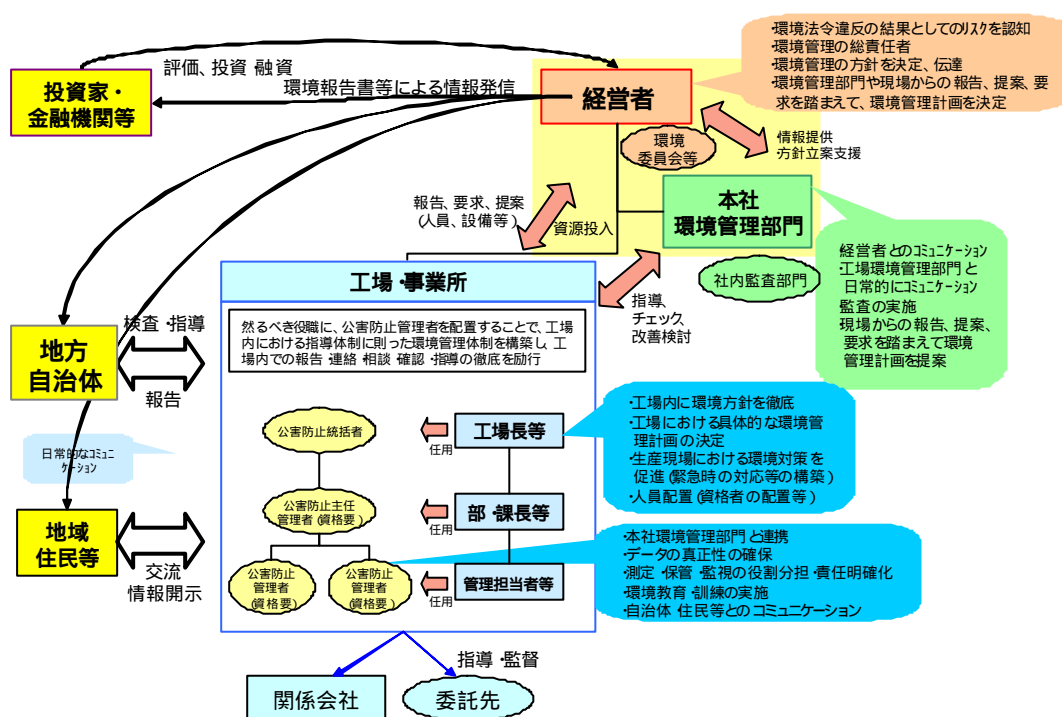 ・環境法令違反の結果としてのリスクを認知
・環境管理の総責任者
・環境管理の方針を決定、伝達
・環境管理部門や現場からの報告、提案、要
求を踏まえて、環境管理計画を決定
評価、投資・融資
環境報告書等による情報発信
投資家・
金融機関等
経営者
環境
委員会等
情報提供
・方針立案支援
報告、要求、提案
(人員、設備等)
資源投入
本社
環境管理部門
社内監査部門
経営者とのコミュニケーション
・工場環境管理部門と
日常的にコミュニケーション
監査の実施
・現場からの報告、提案、
要求を踏まえて環境
管理計画を提案
指導、
チェック、
改善検討
工場・事業所
然るべき役職に、公害防止管理者を配置することで、工場
内における指導体制に則った環境管理体制を構築し、工
場内での報告・連絡・相談・確認・指導の徹底を励行
検査・指導
地方
自治体
報告
日常的なコミュニ
ケーション
地域
住民等
交流
情報開示
公害防止統括者
任用
工場長等
公害防止主任
管理者(資格要)
任用
部・課長等
公害防止
管理者
(資格要)
公害防止
管理者
(資格要)
任用
管理担当者等
・工場内に環境方針を徹底
・工場における具体的な環境管
理計画の決定
・生産現場における環境対策を
促進(緊急時の対応等の構築)
・人員配置(資格者の配置等)
・本社環境管理部門と連携
・データの真正性の確保
・測定・保管・監視の役割分担・責任明確化
・環境教育・訓練の実施
・自治体・住民等とのコミュニケーション
指導・監督
関係会社
委託先